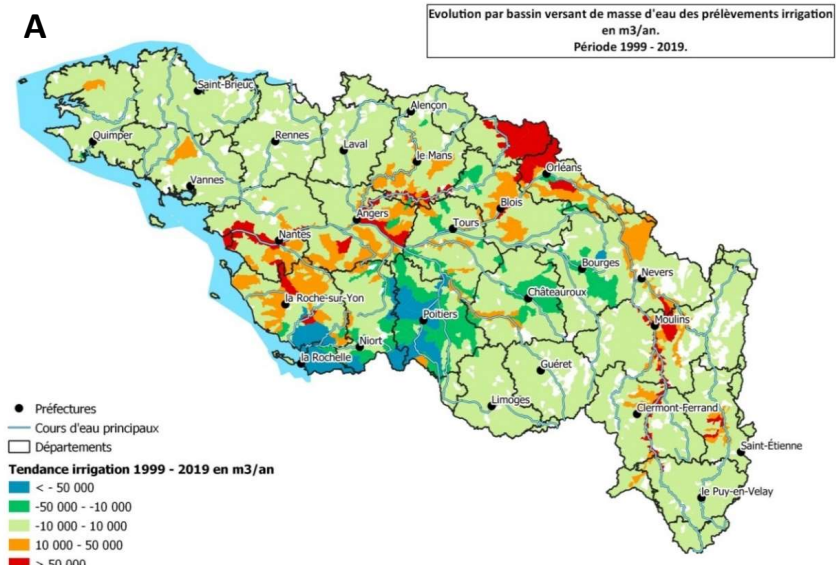 A
Evolution par bassin versant de masse d'eau des prélèvements irrigation
en m3/an.
Période 1999 - 2019.
Saint-Brieuc
Alençon
Quimper
Rennes
Laval
le Mans
Orléans
Vannes
Angers
Blois
Tours
Nantes
Bourges
Nevers
Châteauroux
la Roche-sur-Yon
Poitiers
Moulins
Niort
la Rochelle
Guéret
Limoges
Clermont-Ferrand
Saint-Étienne
le Puy-en-Velay
Préfectures
Cours d'eau principaux
Départements
Tendance irrigation 1999 - 2019 en m3/an
< - 50 000
-50 000 - -10 000
-10 000 - 10 000
10 000 - 50 000
> 50 000